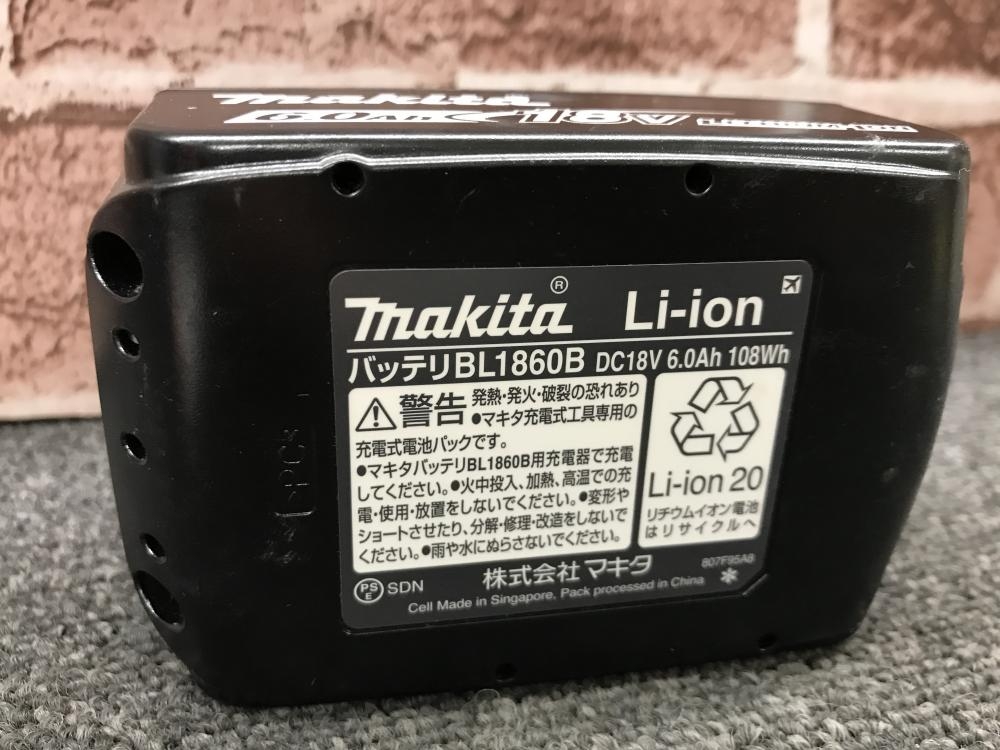 makita
6.0Ah 18V Lithium-ion
makita ® Li-ion
バッテリBL1860B DC18V 6.0Ah 108Wh
警告 発熱・発火・破裂の恐れあり
●マキタ充電式工具専用の
充電式電池パックです。
●マキタバッテリBL1860B用充電器で充電
してください。●火中投入、加熱、高温での充
電・使用・放置をしないでください。●変形や
ショートさせたり、分解・修理・改造をしないで
ください。●雨や水にぬらさないでください。
Li-ion 20
リチウムイオン電池
はリサイクルへ
PSE SDN 株式会社 マキタ 807F95A8
Cell Made in Singapore, Pack processed in China *
>PC<